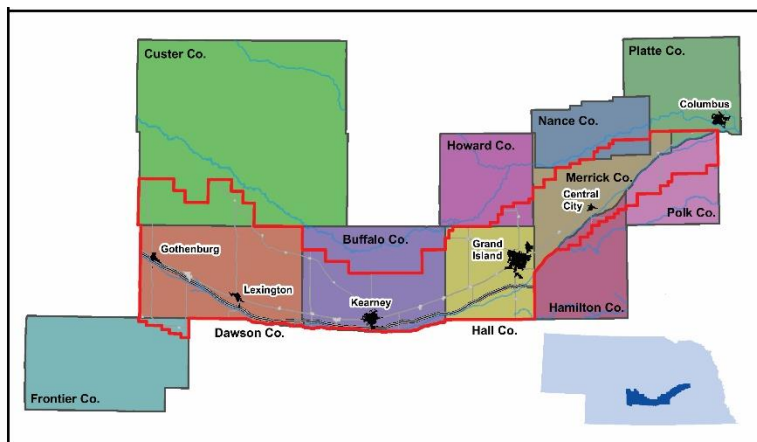 Custer Co.
Platte Co.
Columbus
Nance Co.
Howard Co.
Merrick Co.
Central
City
Polk Co.
Buffalo Co.
Grand
Island
Gothenburg
Lexington
Kearney
Hamilton Co.
Dawson Co.
Hall Co.
Frontier Co.